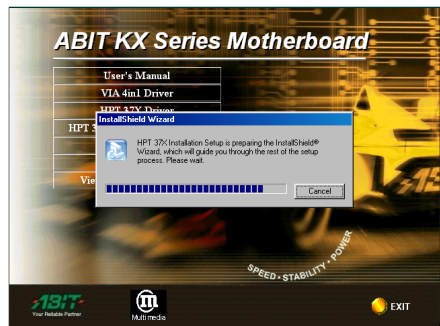 ABIT KX Series Motherboard
User's Manual
VIA 4in1 Driver
HPT 37X Driver
HPT 3
Vie
InstallShield Wizard
HPT 37X Installation Setup is preparing the InstallShield®
Wizard, which will guide you through the rest of the setup
process. Please wait.
Cancel
SPEED • STABILITY • POWER
ABIT
Your Reliable Partner
Multimedia
EXIT